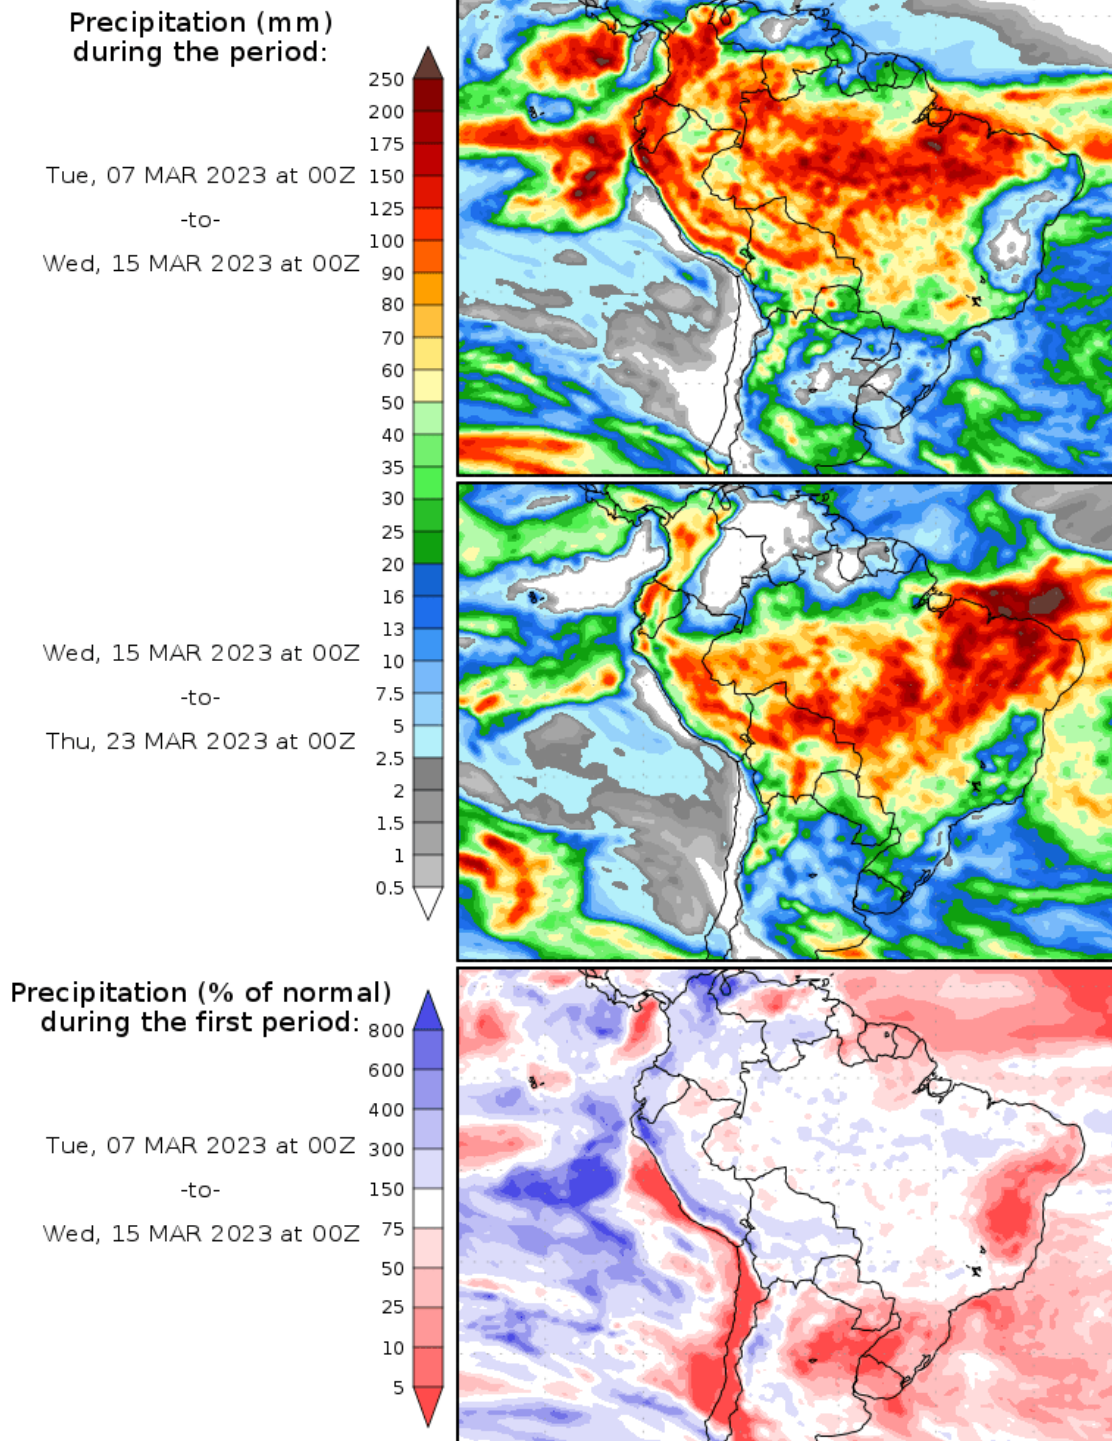 Precipitation (mm)
during the period:
250
200
175
150
125
100
90
80
70
60
50
40
35
30
25
20
16
13
10
7.5
5
2.5
2
1.5
1
0.5
Tue, 07 MAR 2023 at 00Z
-to-
Wed, 15 MAR 2023 at 00Z
Wed, 15 MAR 2023 at 00Z
-to-
Thu, 23 MAR 2023 at 00Z
Precipitation (% of normal)
during the first period:
800
600
400
300
150
75
50
25
10
5
Tue, 07 MAR 2023 at 00Z
-to-
Wed, 15 MAR 2023 at 00Z